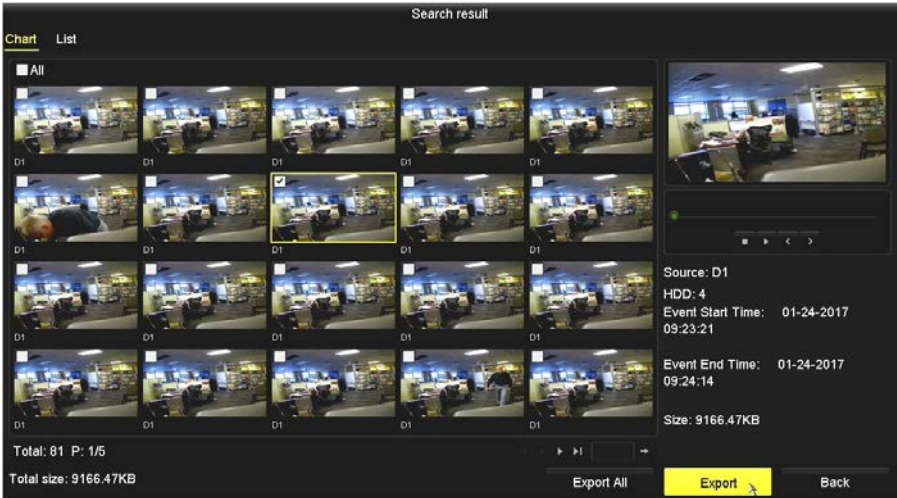 Search result
Chart List
All
D1 D1 D1 D1 D1
D1 D1 D1 D1 D1
D1 D1 D1 D1 D1
D1 D1 D1 D1 D1
Source: D1
HDD: 4
Event Start Time: 01-24-2017
09:23:21
Event End Time: 01-24-2017
09:24:14
Size: 9166.47KB
Total: 81 P: 1/5
Total size: 9166.47KB
Export All Export Back